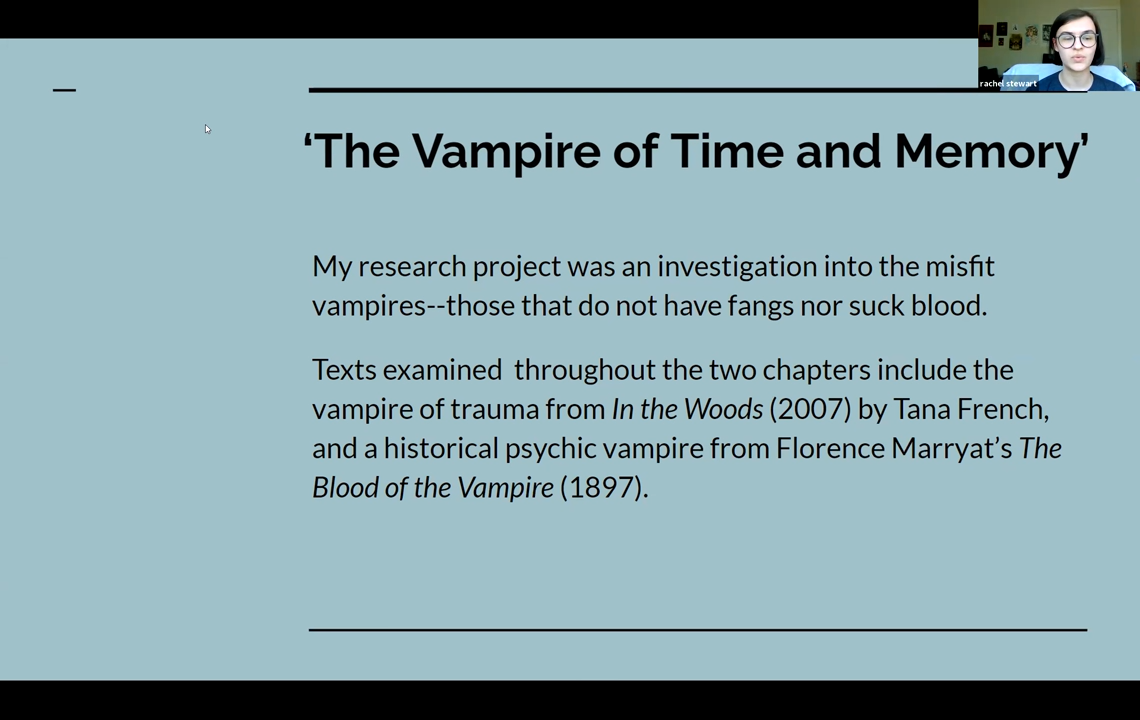 rachel stewart
‘The Vampire of Time and Memory’
My research project was an investigation into the misfit
vampires--those that do not have fangs nor suck blood.
Texts examined  throughout the two chapters include the
vampire of trauma from In the Woods (2007) by Tana French,
and a historical psychic vampire from Florence Marryat’s The
Blood of the Vampire (1897).